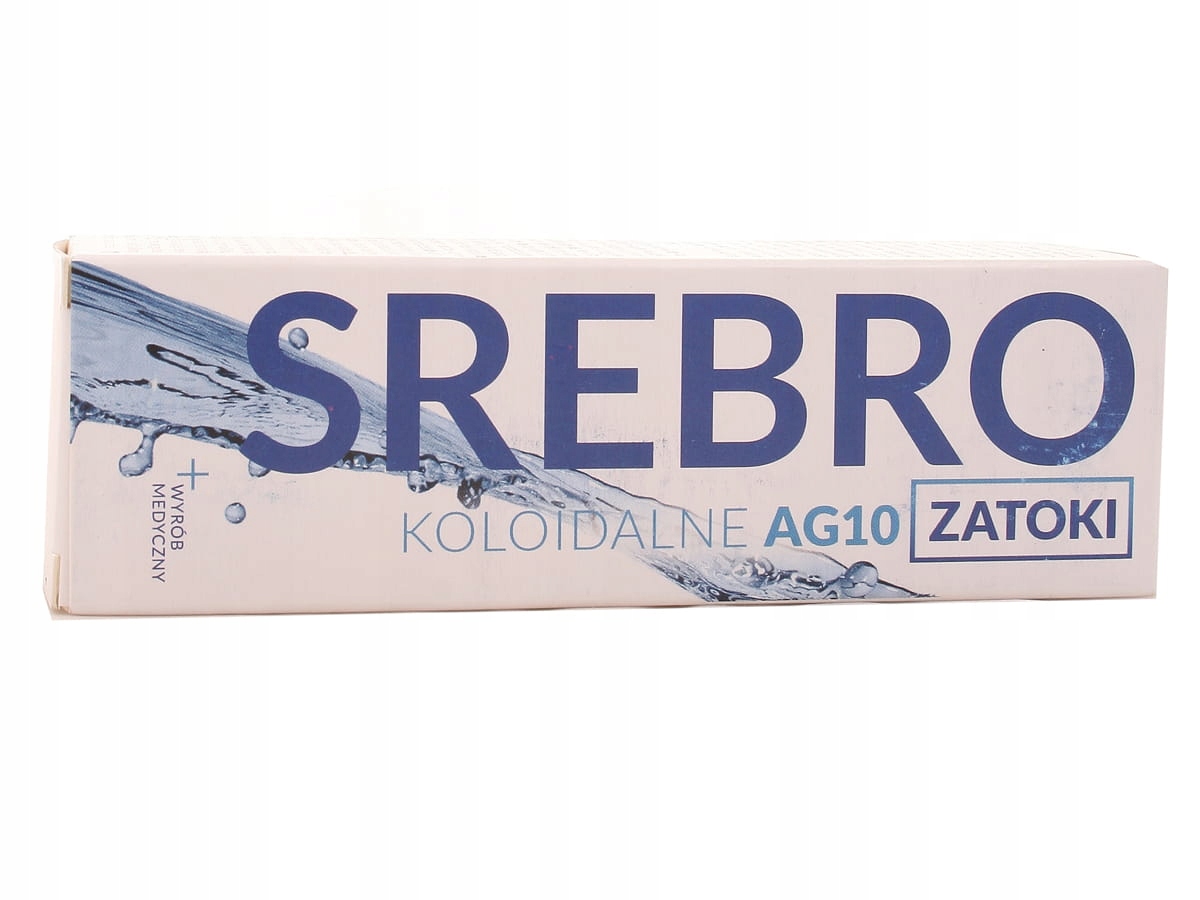 SREBRO
KOLOIDALNE AG10 ZATOKI
+ WYRÓB
MEDYCZNY